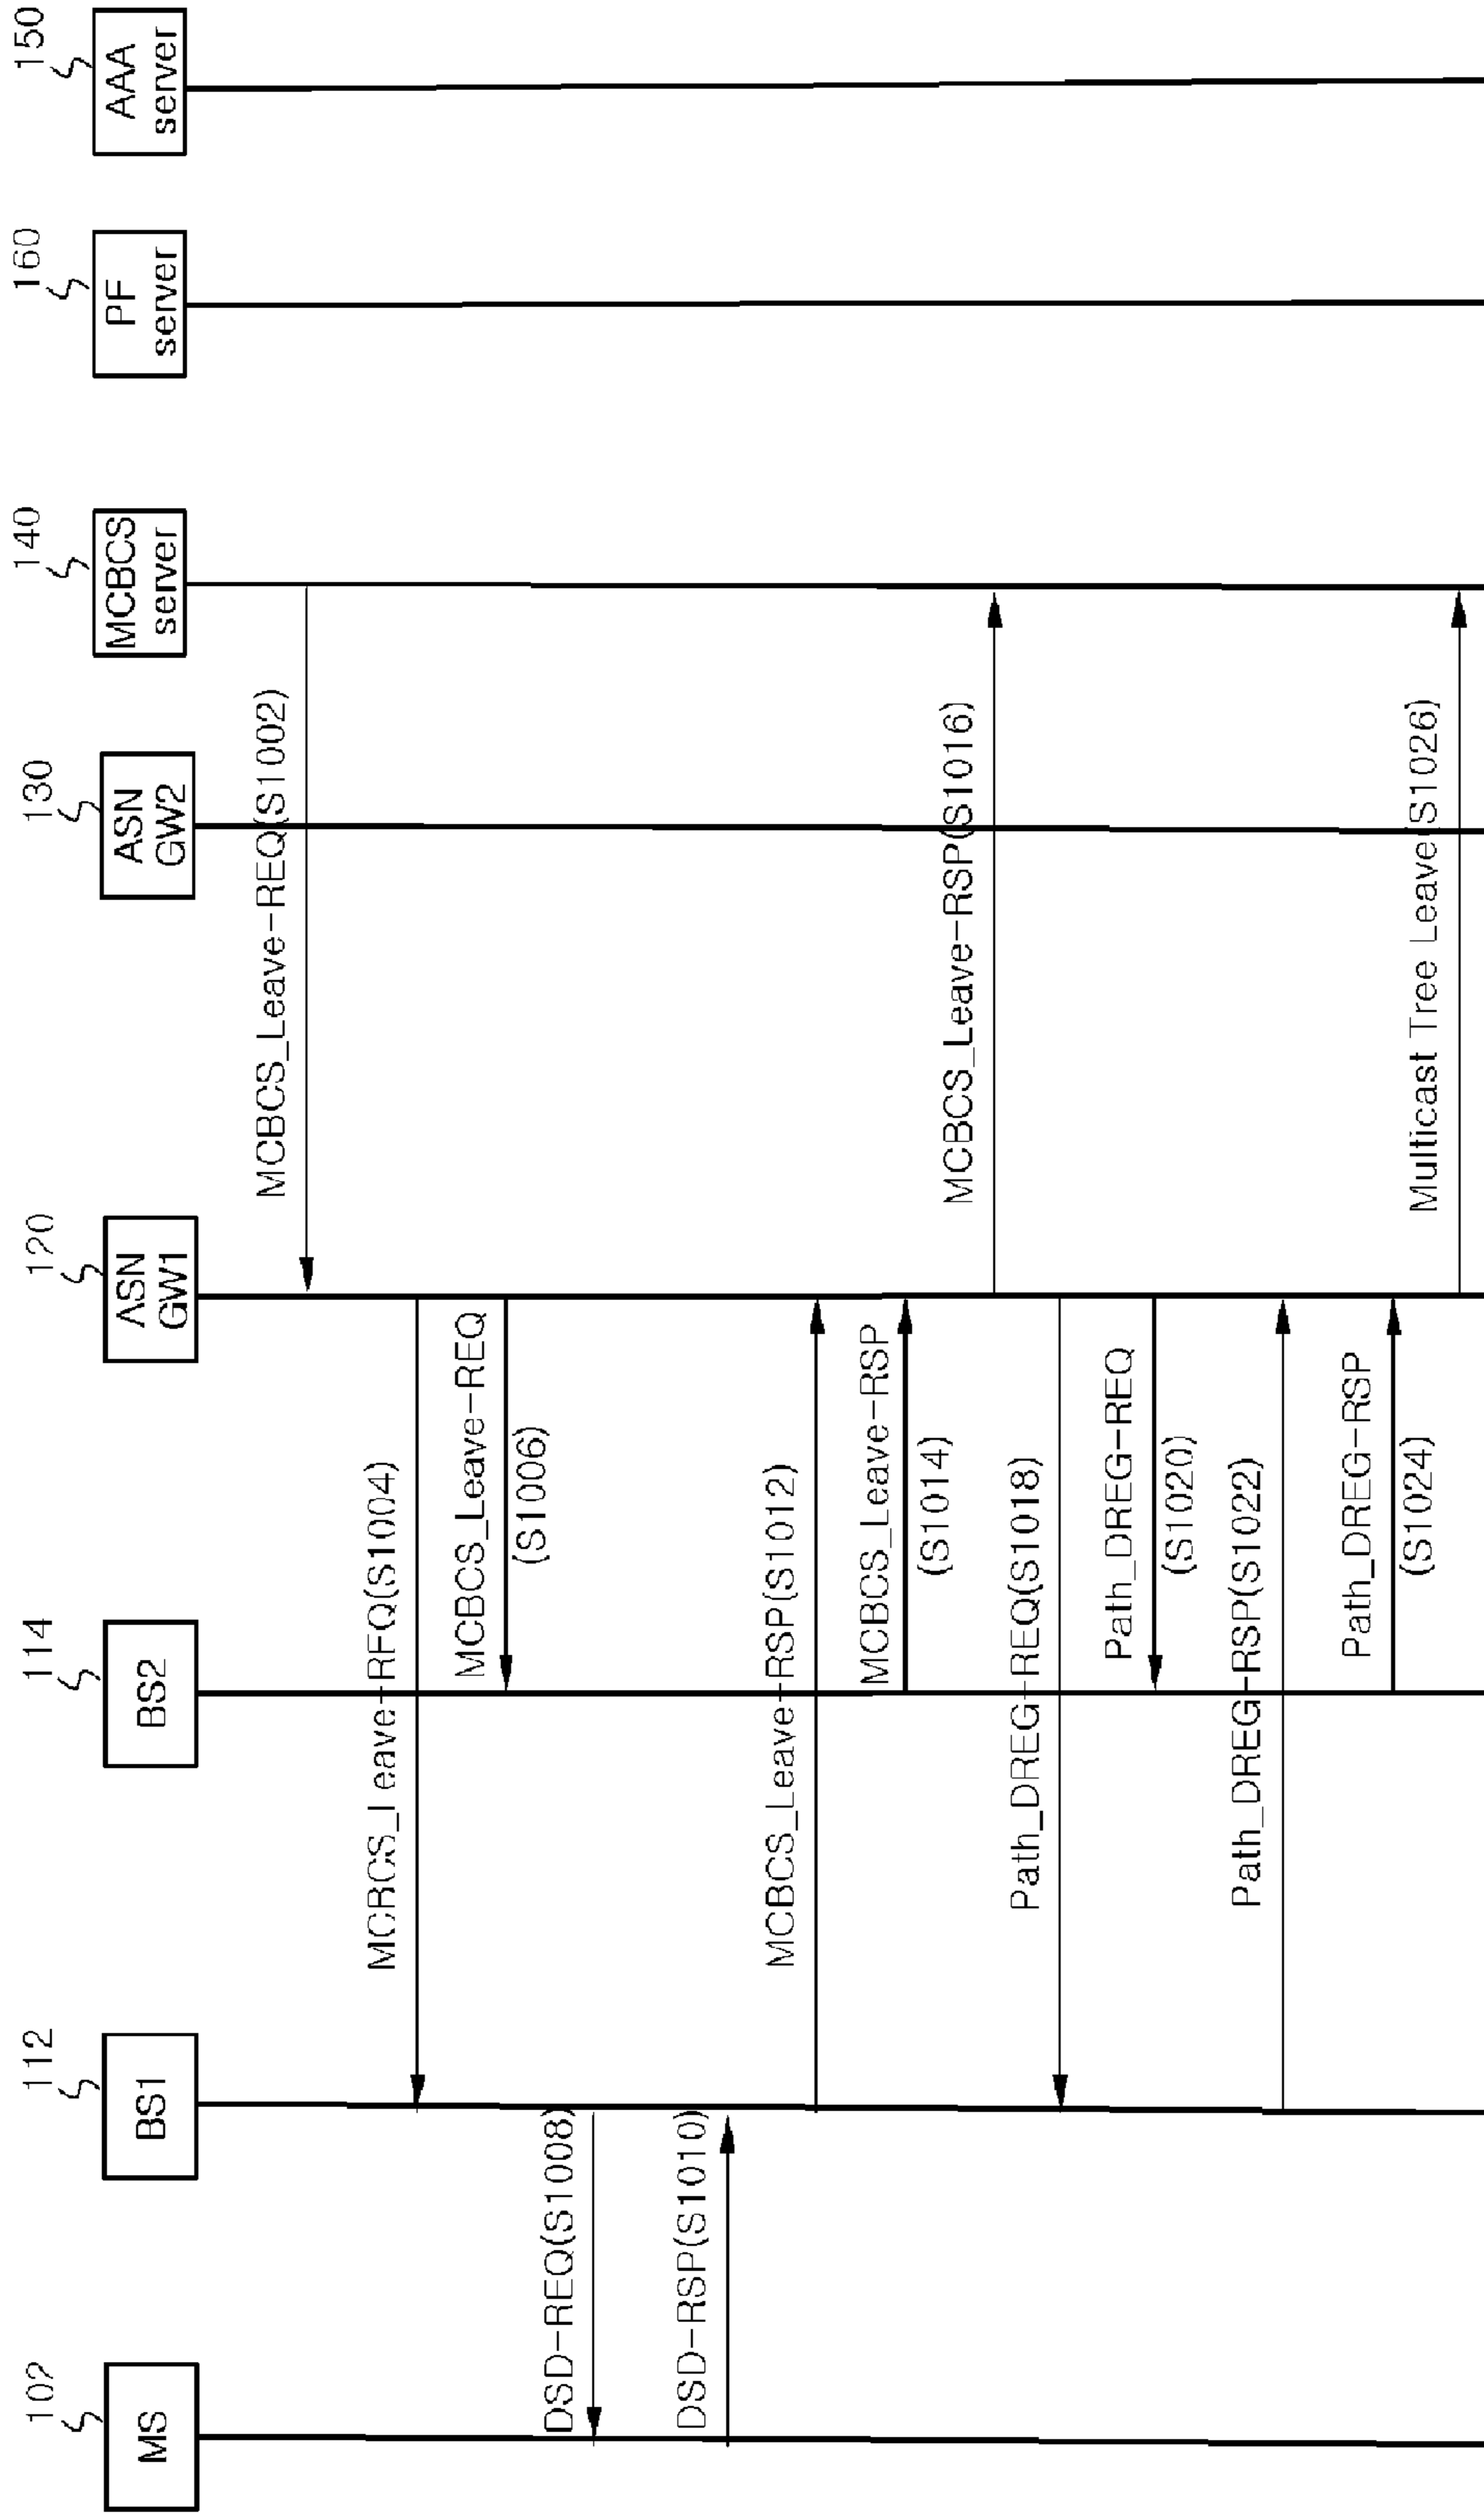 102
112
114
120
130
140
160
150
MS
BS1
BS2
ASN
GW1
ASN
GW2
MCBCS
server
PF
server
AAA
server
MCBCS_Leave-REQ(S1002)
MCBCS_Leave-REQ(S1004)
MCBCS_Leave-REQ
(S1006)
DSD-REQ(S1008)
DSD-RSP(S1010)
MCBCS_Leave-RSP(S1012)
MCBCS_Leave-RSP
(S1014)
MCBCS_Leave-RSP(S1016)
Path_DREG-REQ(S1018)
Path_DREG-REQ
(S1020)
Path_DREG-RSP(S1022)
Path_DREG-RSP
(S1024)
Multicast Tree Leave(S1026)